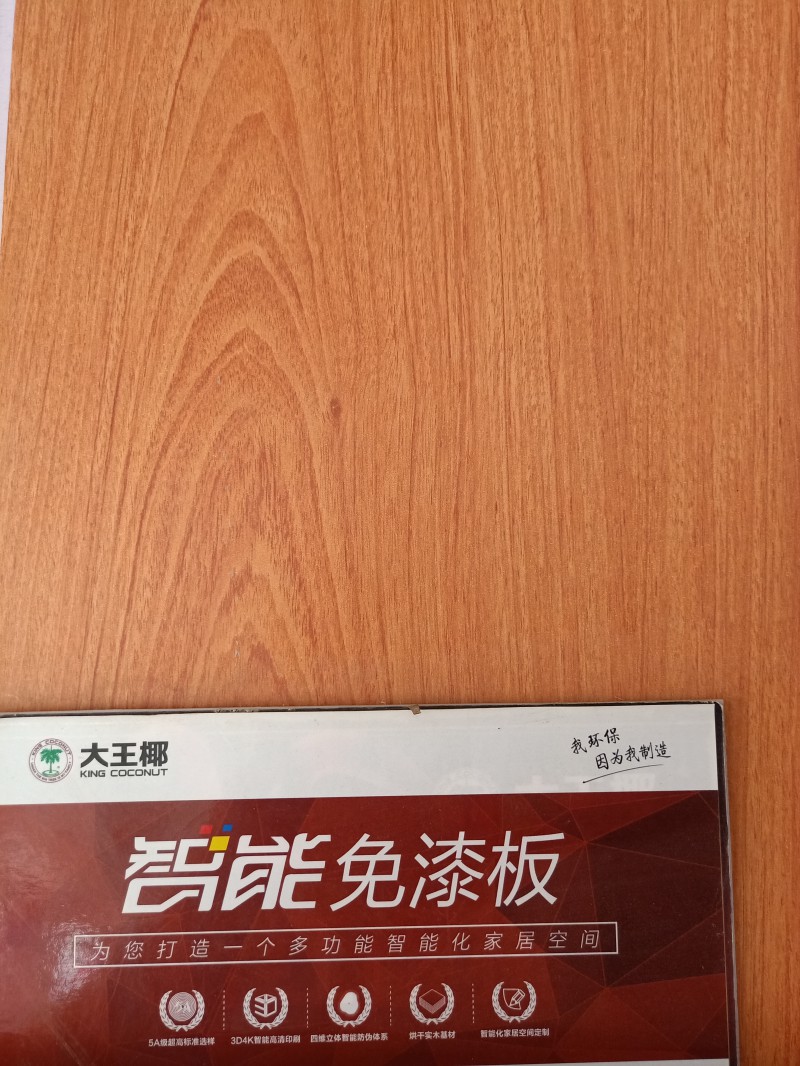 大王椰
KING COCONUT
我环保
因为我制造
智能免漆板
为您打造一个多功能智能化家居空间
5A级超高标准选样
3D4K智能高清印刷
四维立体智能防伪体系
烘干实木基材
智能化家居空间定制